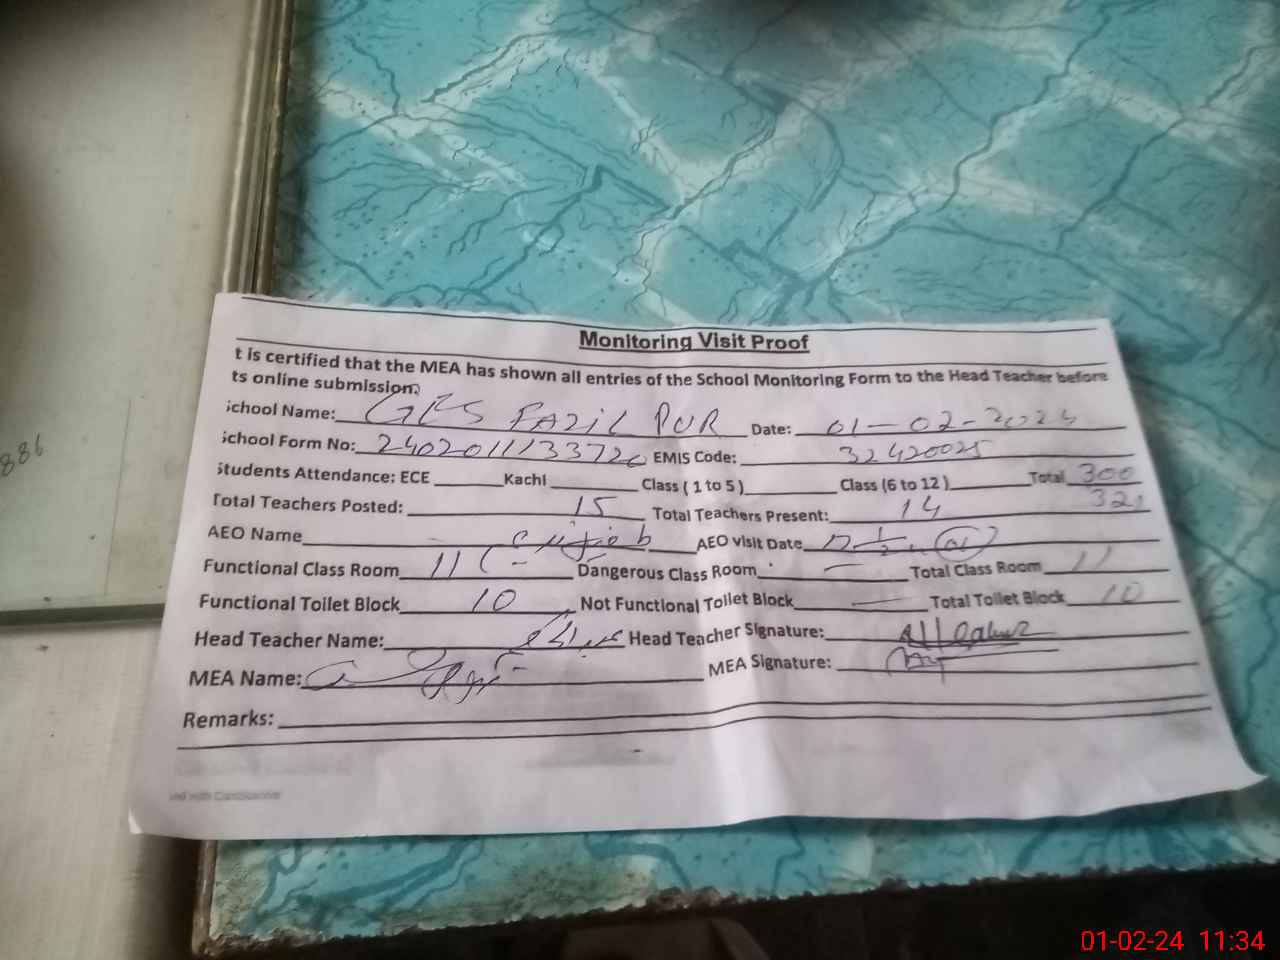 Monitoring Visit Proof
t is certified that the MEA has shown all entries of the School Monitoring Form to the Head Teacher before
ts online submission.
School Name: FAZIL PUR Date: 01-02-2024
School Form No: EMIS Code: 32420025
Students Attendance: ECE Kachi Class ( 1 to 5 ) Class (6 to 12 ) Total 300
Total Teachers Posted: 15 Total Teachers Present: 14 321
AEO Name AEO visit Date
Functional Class Room 11 Dangerous Class Room — Total Class Room 11
Functional Toilet Block 10 Not Functional Toilet Block — Total Toilet Block 10
Head Teacher Name: Head Teacher Signature:
MEA Name: MEA Signature:
Remarks:
886
01-02-24 11:34